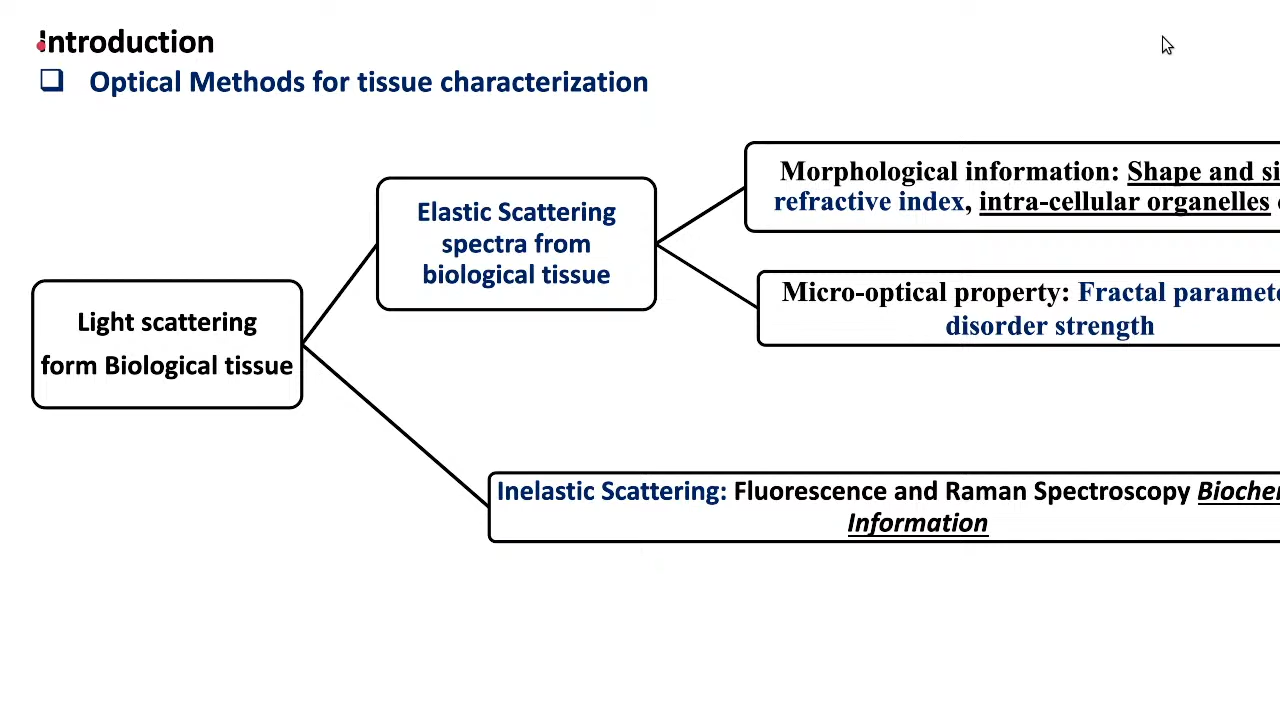 Introduction
❑ Optical Methods for tissue characterization
Morphological information: Shape and si
refractive index, intra-cellular organelles
Elastic Scattering
spectra from
biological tissue
Micro-optical property: Fractal paramet
disorder strength
Light scattering
form Biological tissue
Inelastic Scattering: Fluorescence and Raman Spectroscopy Bioche
Information